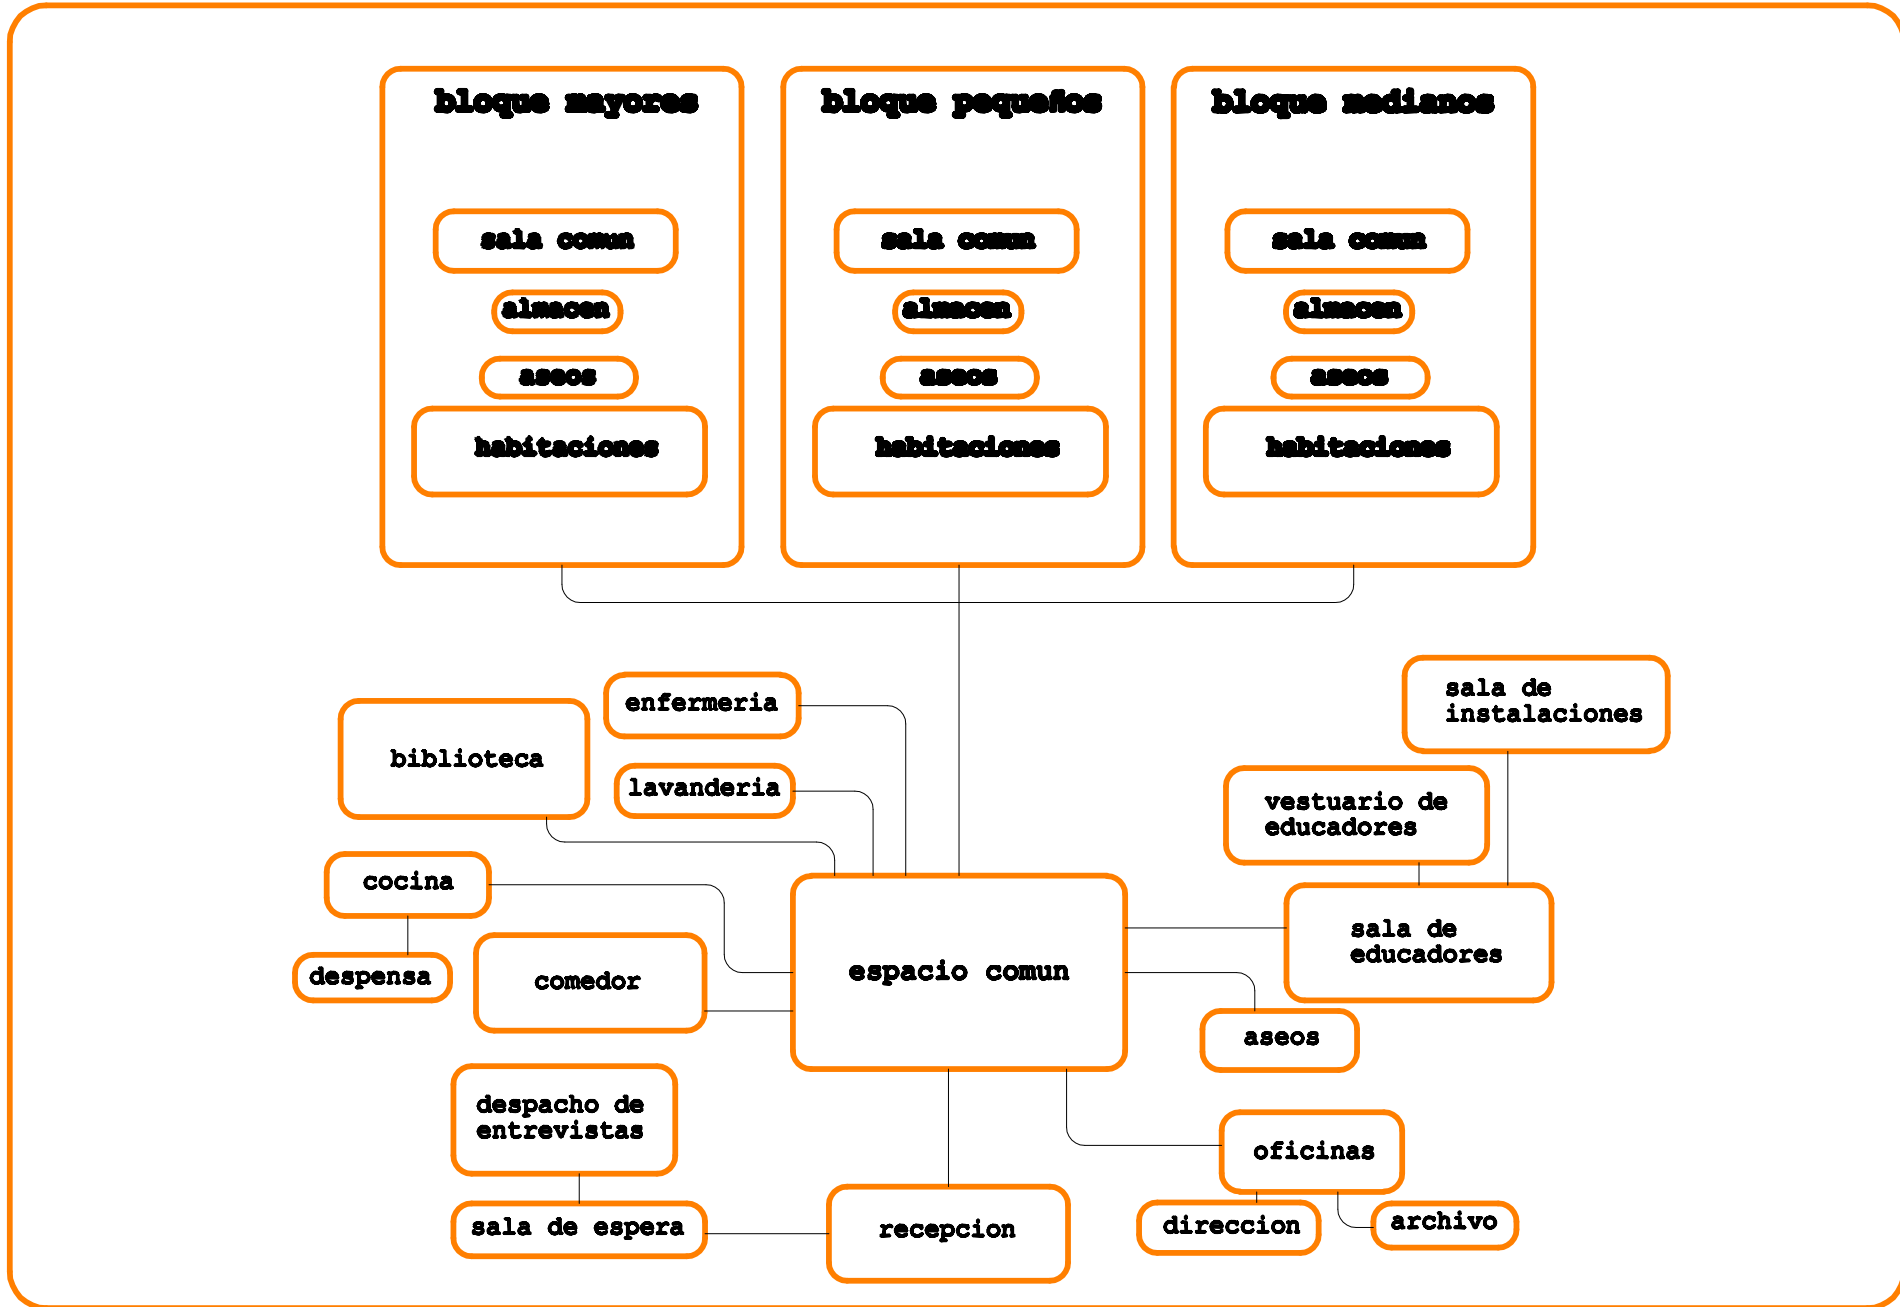 bloque mayores
bloque pequeños
bloque medianos
sala comun
sala comun
sala comun
almacen
almacen
almacen
aseos
aseos
aseos
habitaciones
habitaciones
habitaciones
enfermeria
sala de
instalaciones
biblioteca
lavanderia
vestuario de
educadores
cocina
sala de
educadores
despensa
comedor
espacio comun
aseos
despacho de
entrevistas
oficinas
sala de espera
recepcion
direccion
archivo